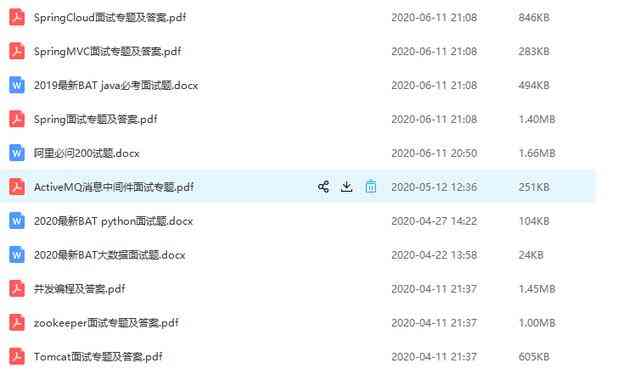 SpringCloud面试专题及答案.pdf 2020-06-11 21:08 846KB
SpringMVC面试专题及答案.pdf 2020-06-11 21:08 283KB
2019最新BAT java必考面试题.docx 2020-06-11 21:08 494KB
Spring面试专题及答案.pdf 2020-06-11 21:08 1.40MB
阿里必问200试题.docx 2020-06-11 20:50 1.66MB
ActiveMQ消息中间件面试专题.pdf 2020-05-12 12:36 251KB
2020最新BAT python面试题.docx 2020-04-27 14:22 104KB
2020最新BAT大数据面试题.docx 2020-04-22 13:58 24KB
并发编程及答案.pdf 2020-04-11 21:37 1.45MB
zookeeper面试专题及答案.pdf 2020-04-11 21:37 1.00MB
Tomcat面试专题及答案.pdf 2020-04-11 21:37 605KB